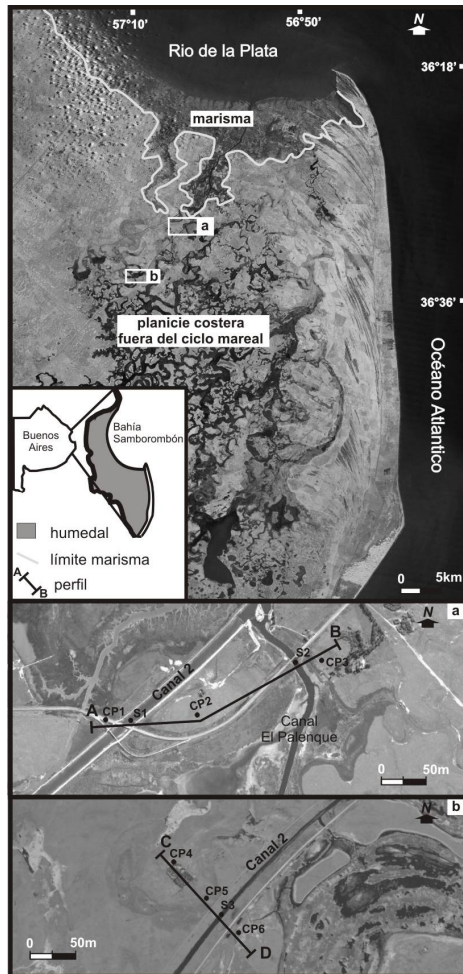 57°10'
56°50'
N
Rio de la Plata
36°18'
marisma
a
b
36°36'
planicie costera
fuera del ciclo mareal
Océano Atlantico
Buenos
Aires
Bahía
Samborombón
humedal
límite marisma
A
B
perfil
0 5km
a
N
B
S2
CP3
Canal 2
A
CP1
S1
CP2
Canal
El Palenque
0 50m
b
N
C
CP4
Canal 2
CP5
S3
CP6
D
0 50m